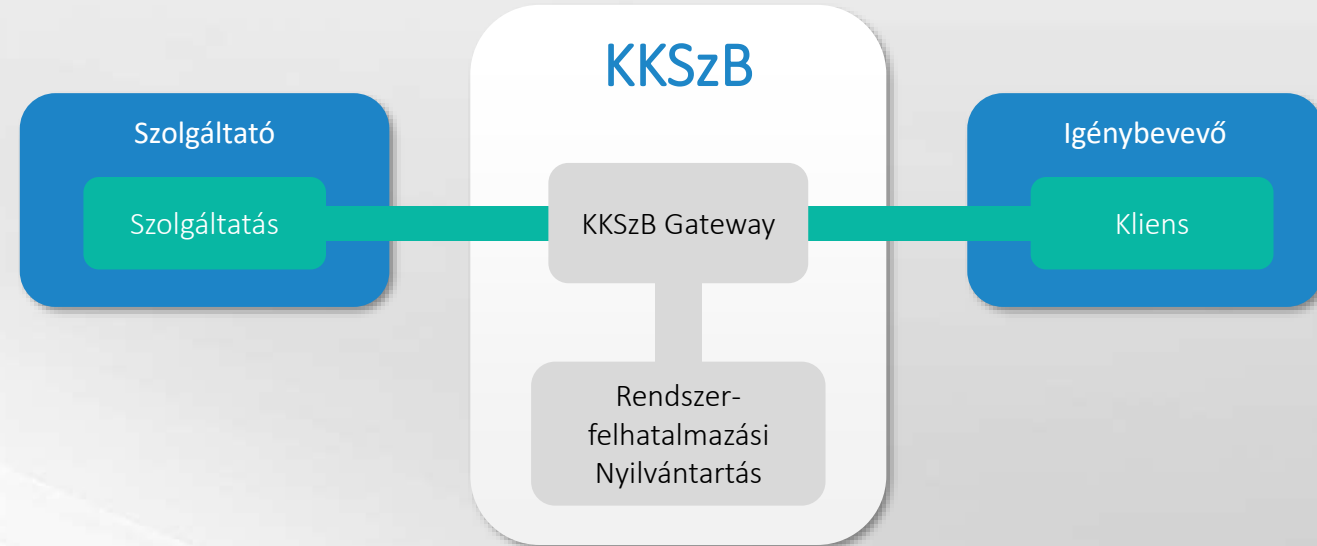 KKSzB
Szolgáltató
Szolgáltatás
KKSzB Gateway
Rendszer-
felhatalmazási
Nyilvántartás
Igénybevevő
Kliens